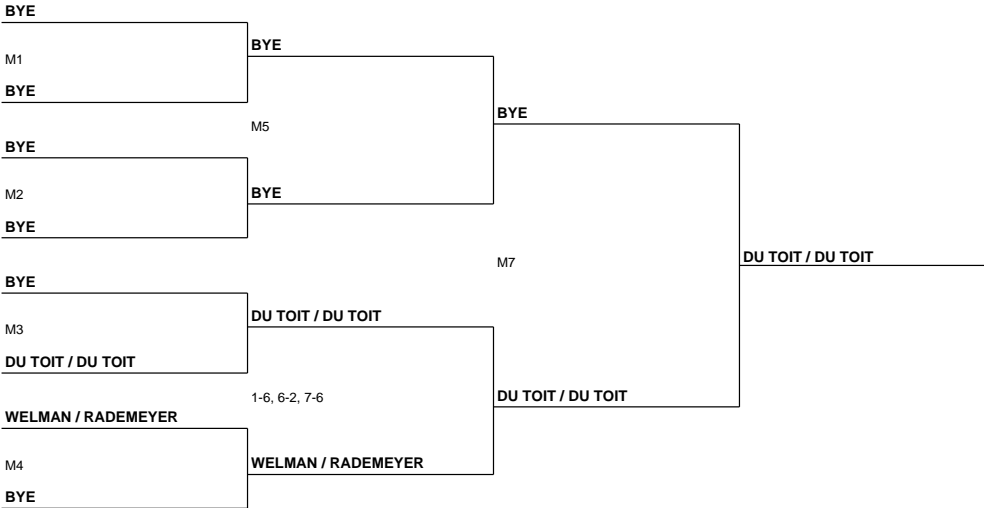 BYE
BYE
M1
BYE
BYE
M5
BYE
M2
BYE
BYE
DU TOIT / DU TOIT
M7
BYE
DU TOIT / DU TOIT
M3
DU TOIT / DU TOIT
1-6, 6-2, 7-6
DU TOIT / DU TOIT
WELMAN / RADEMEYER
M4
WELMAN / RADEMEYER
BYE